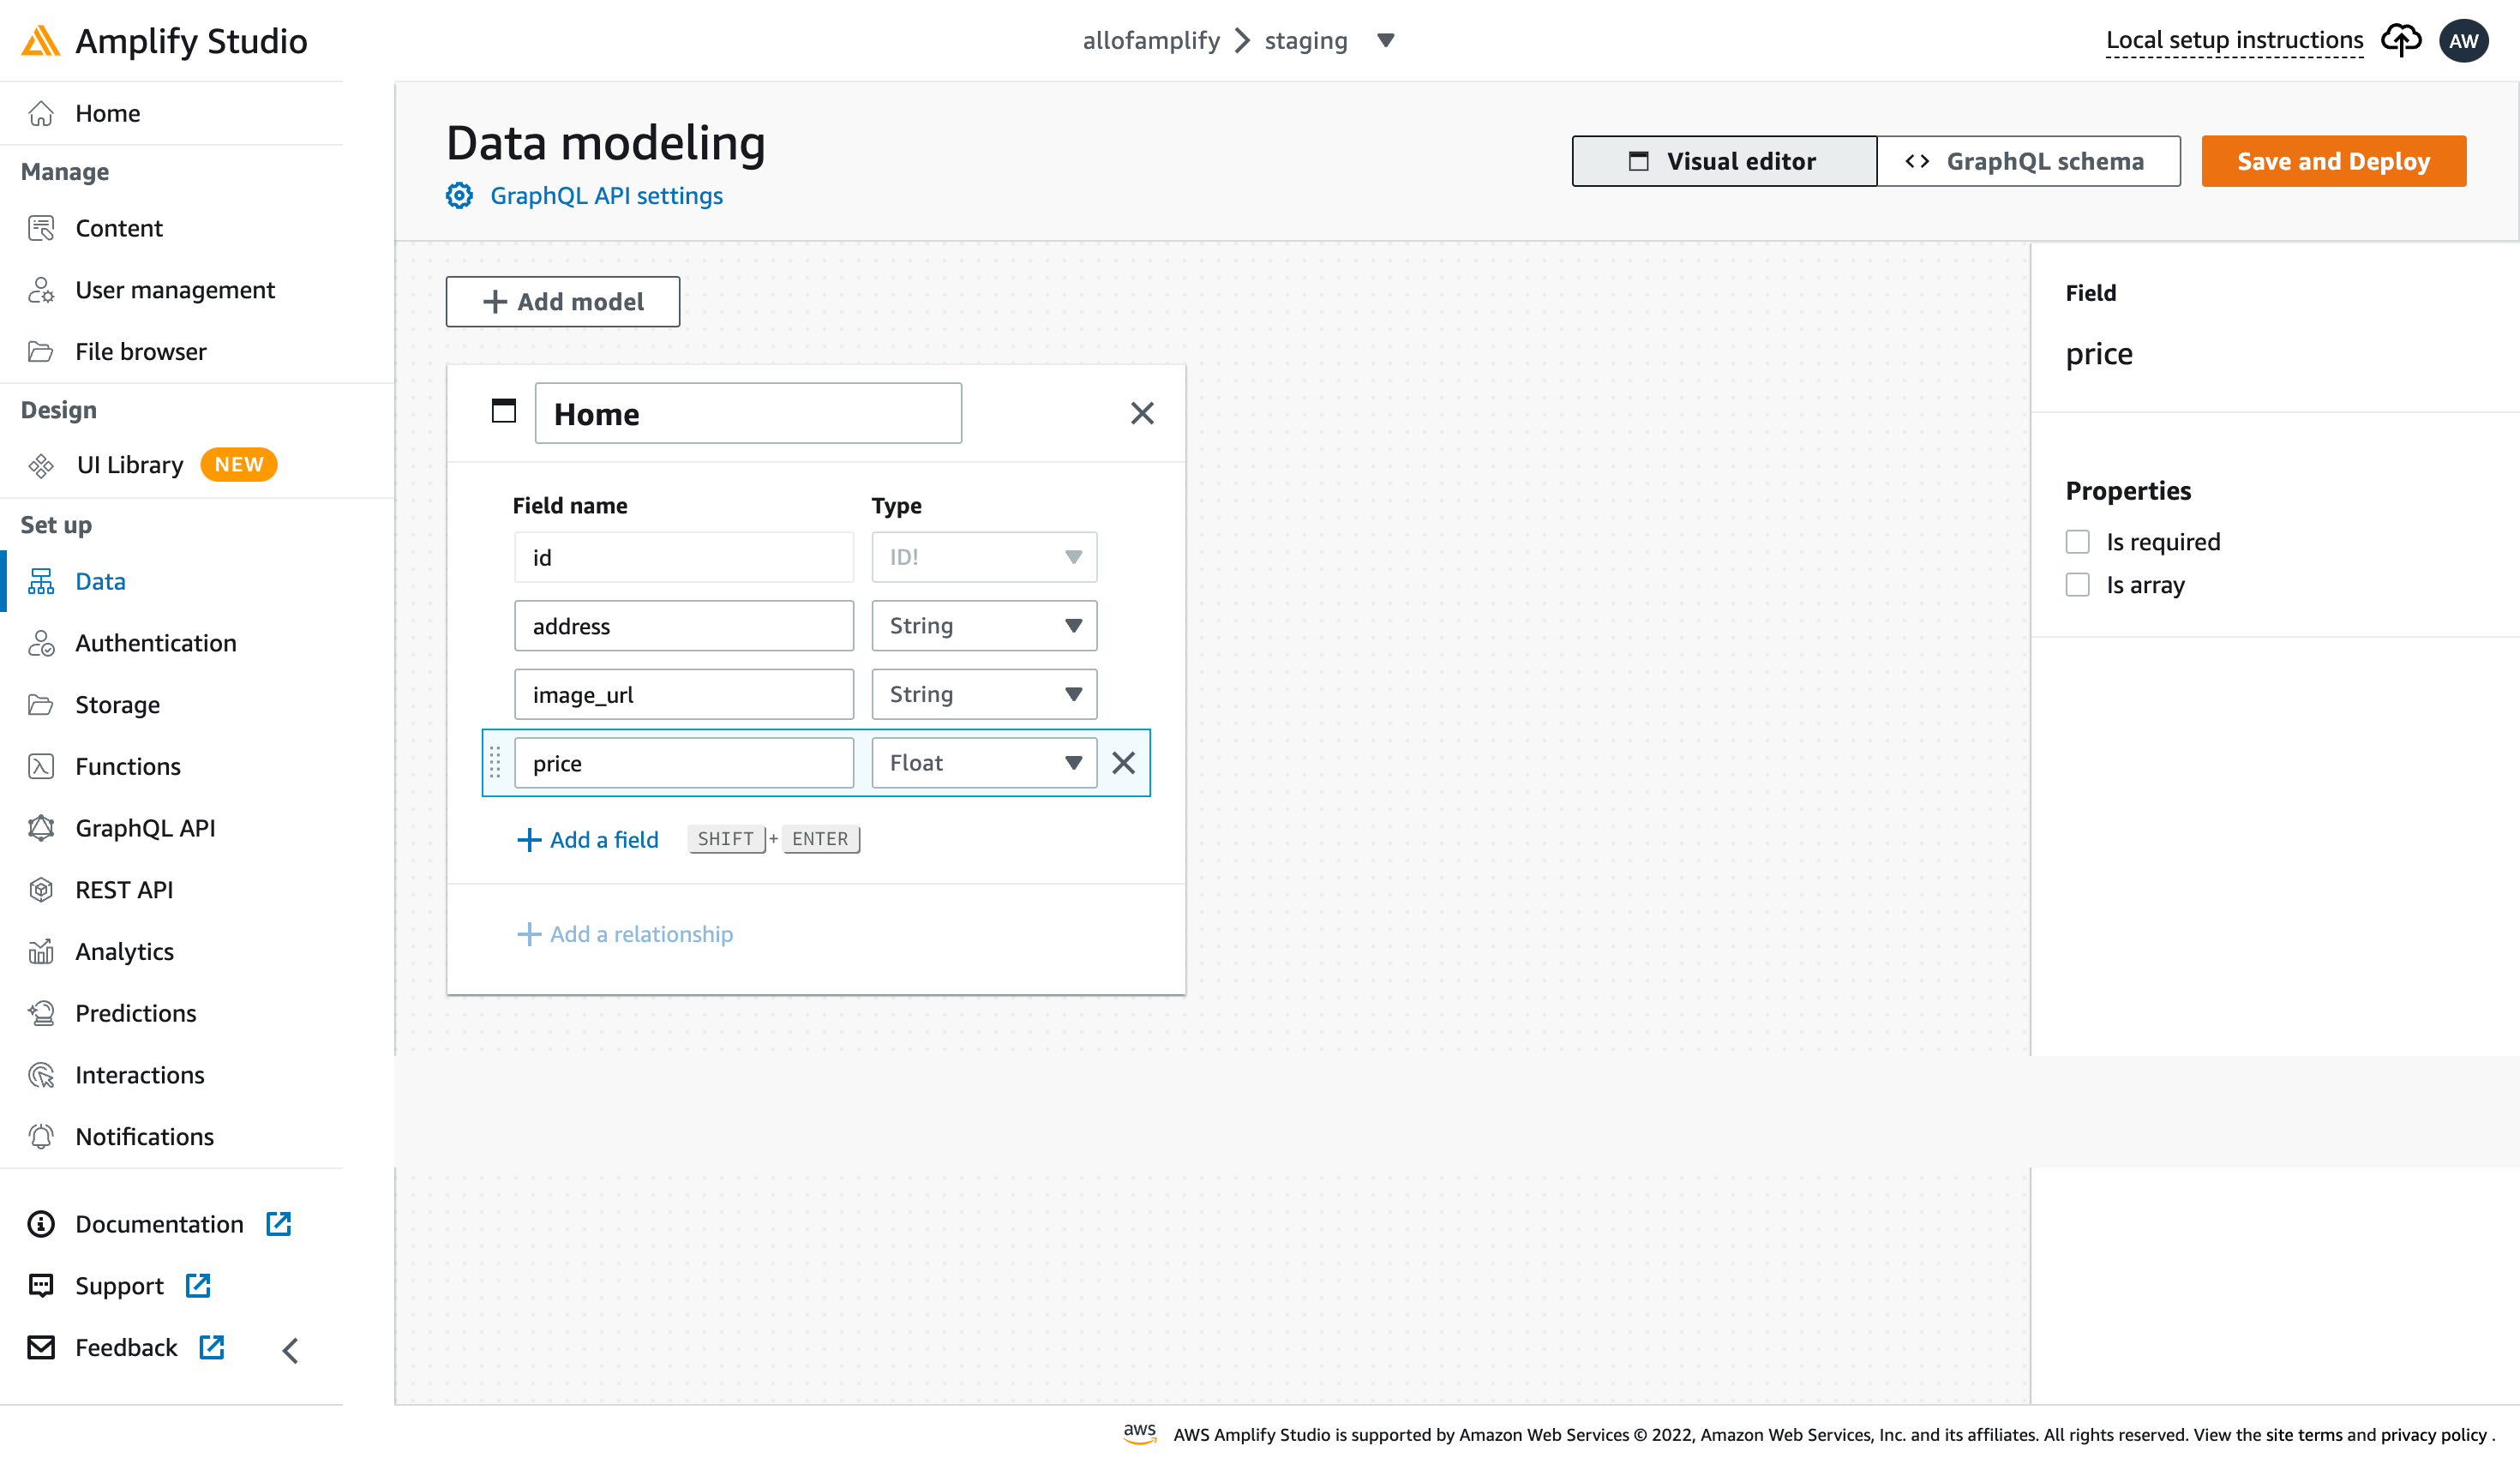 Amplify Studio
allofamplify staging
Local setup instructions
AW
Home
Manage
Content
User management
File browser
Design
UI Library NEW
Set up
Data
Authentication
Storage
Functions
GraphQL API
REST API
Analytics
Predictions
Interactions
Notifications
Documentation
Support
Feedback
Data modeling
GraphQL API settings
Visual editor
GraphQL schema
Save and Deploy
Add model
Home
Field name Type
id ID!
address String
image_url String
price Float
Add a field SHIFT + ENTER
Add a relationship
Field
price
Properties
Is required
Is array
aws AWS Amplify Studio is supported by Amazon Web Services © 2022, Amazon Web Services, Inc. and its affiliates. All rights reserved. View the site terms and privacy policy .